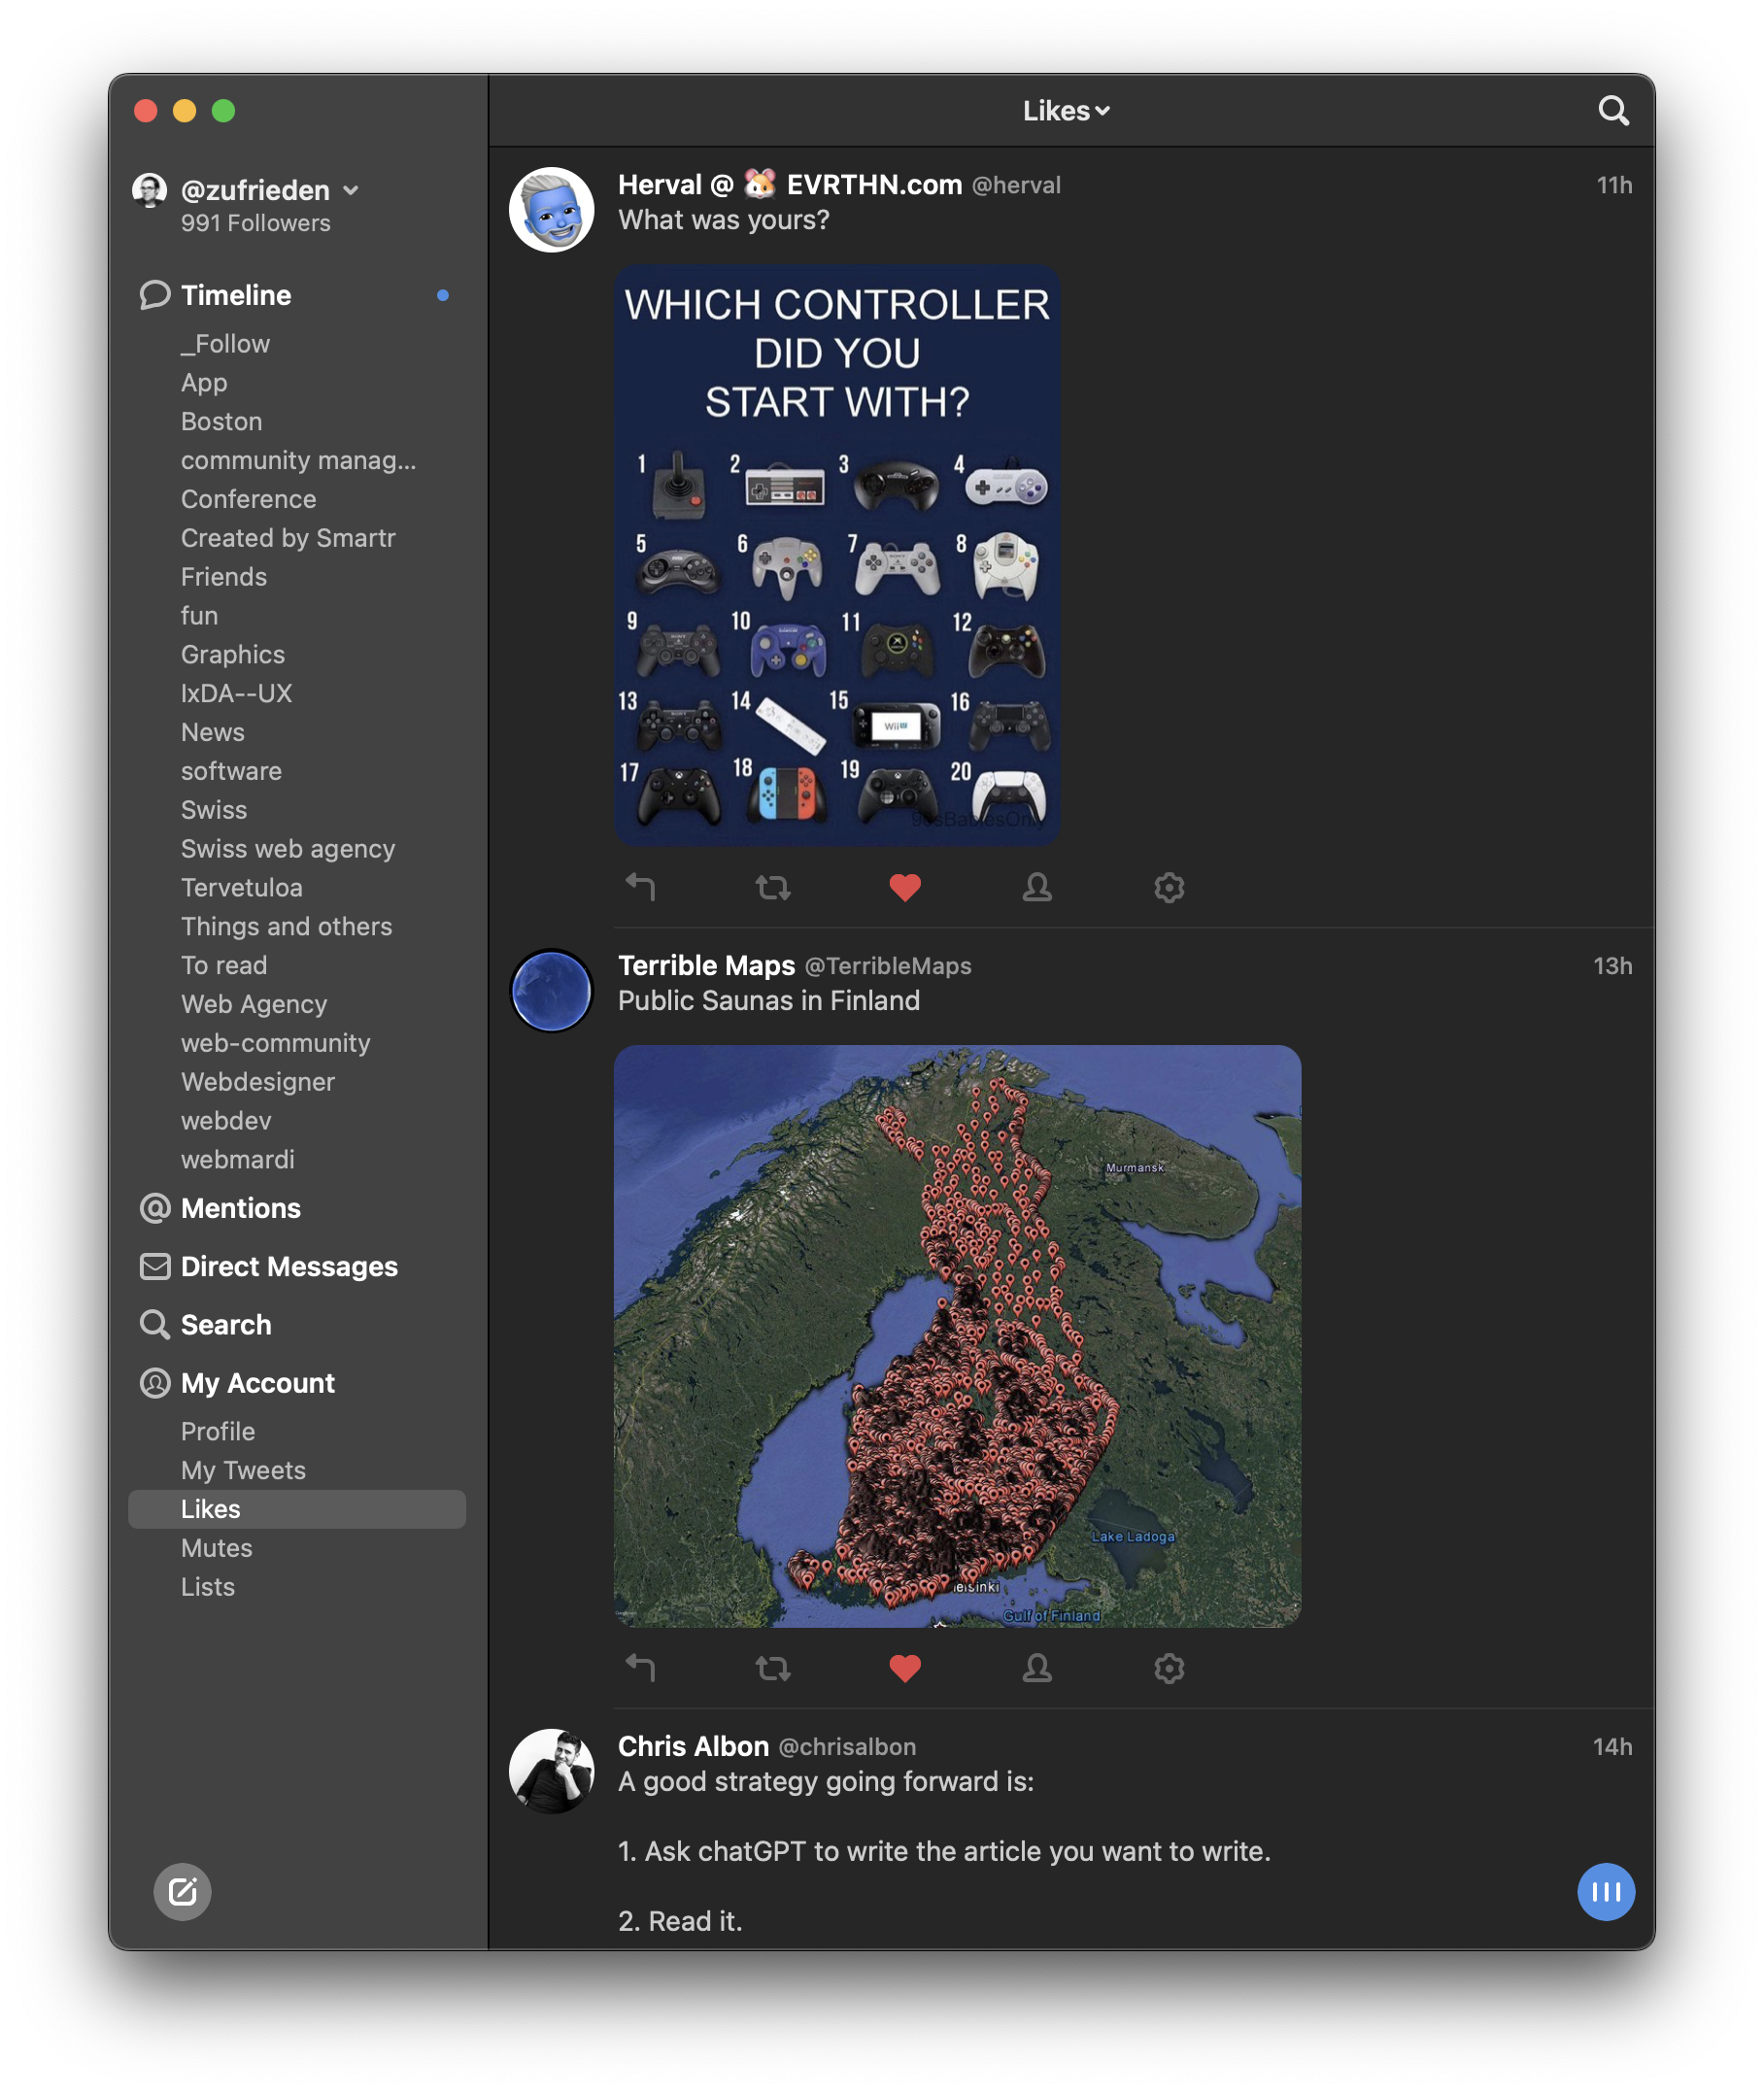 @zufrieden
991 Followers
Timeline
_Follow
App
Boston
community manag...
Conference
Created by Smartr
Friends
fun
Graphics
IxDA--UX
News
software
Swiss
Swiss web agency
Tervetuloa
Things and others
To read
Web Agency
web-community
Webdesigner
webdev
webmardi
Mentions
Direct Messages
Search
My Account
Profile
My Tweets
Likes
Mutes
Lists
Likes
Herval @ 🐹 EVRTHN.com @herval 11h
What was yours?
WHICH CONTROLLER
DID YOU
START WITH?
1 2 3 4
5 6 7 8
9 10 11 12
13 14 15 16
WiiU
17 18 19 20
90sBabiesOnly
Terrible Maps @TerribleMaps 13h
Public Saunas in Finland
Murmansk
Lake Ladoga
elsinki
Gulf of Finland
Chris Albon @chrisalbon 14h
A good strategy going forward is:
1. Ask chatGPT to write the article you want to write.
2. Read it.